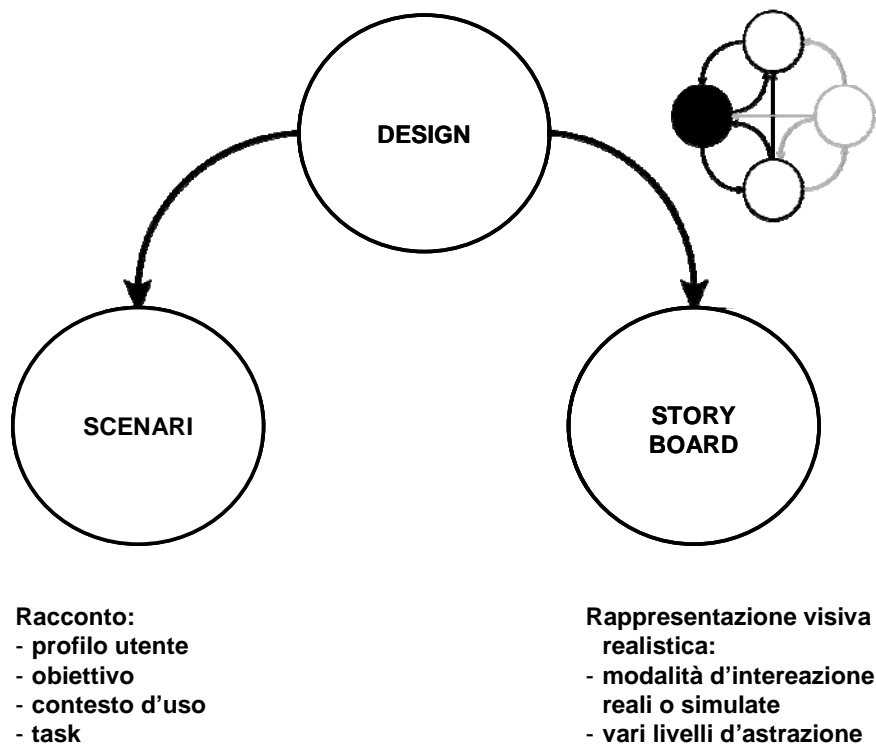 DESIGN
SCENARI
STORY
BOARD
Racconto:
- profilo utente
- obiettivo
- contesto d'uso
- task
Rappresentazione visiva
realistica:
- modalità d'intereazione
reali o simulate
- vari livelli d'astrazione